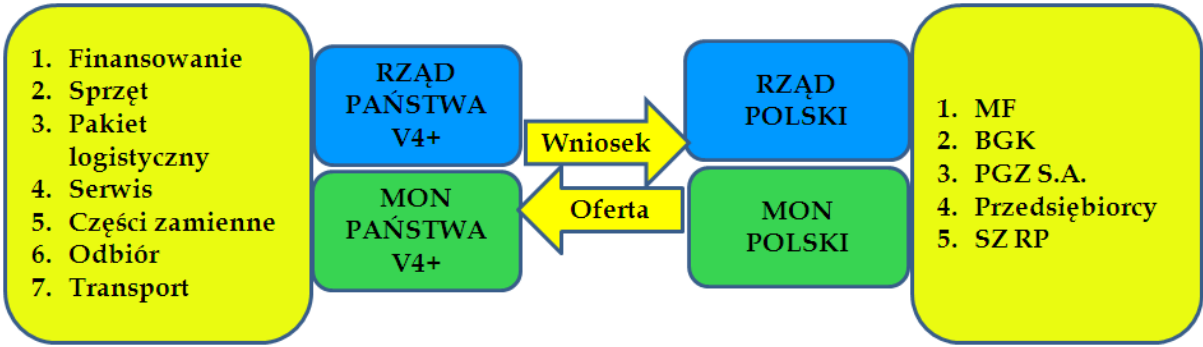 1. Finansowanie
2. Sprzęt
3. Pakiet
logistyczny
4. Serwis
5. Części zamienne
6. Odbiór
7. Transport
RZĄD
PAŃSTWA
V4+
MON
PAŃSTWA
V4+
Wniosek
Oferta
RZĄD
POLSKI
MON
POLSKI
1. MF
2. BGK
3. PGZ S.A.
4. Przedsiębiorcy
5. SZ RP